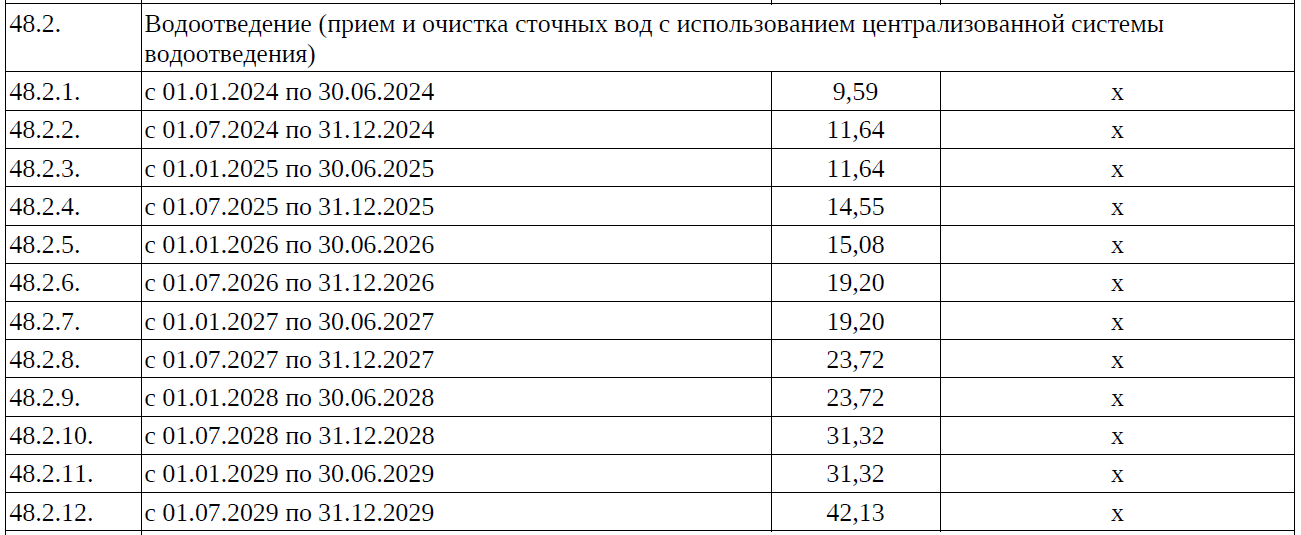 48.2. Водоотведение (прием и очистка сточных вод с использованием централизованной системы
водоотведения)
48.2.1. с 01.01.2024 по 30.06.2024 9,59 х
48.2.2. с 01.07.2024 по 31.12.2024 11,64 х
48.2.3. с 01.01.2025 по 30.06.2025 11,64 х
48.2.4. с 01.07.2025 по 31.12.2025 14,55 х
48.2.5. с 01.01.2026 по 30.06.2026 15,08 х
48.2.6. с 01.07.2026 по 31.12.2026 19,20 х
48.2.7. с 01.01.2027 по 30.06.2027 19,20 х
48.2.8. с 01.07.2027 по 31.12.2027 23,72 х
48.2.9. с 01.01.2028 по 30.06.2028 23,72 х
48.2.10. с 01.07.2028 по 31.12.2028 31,32 х
48.2.11. с 01.01.2029 по 30.06.2029 31,32 х
48.2.12. с 01.07.2029 по 31.12.2029 42,13 х